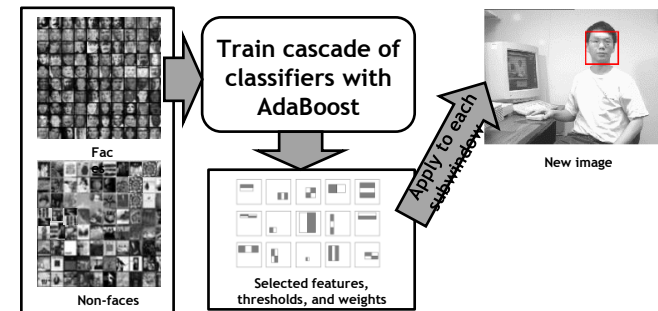 Faces
Non-faces
Train cascade of
classifiers with
AdaBoost
Selected features,
thresholds, and weights
Apply to each
subwindow
New image